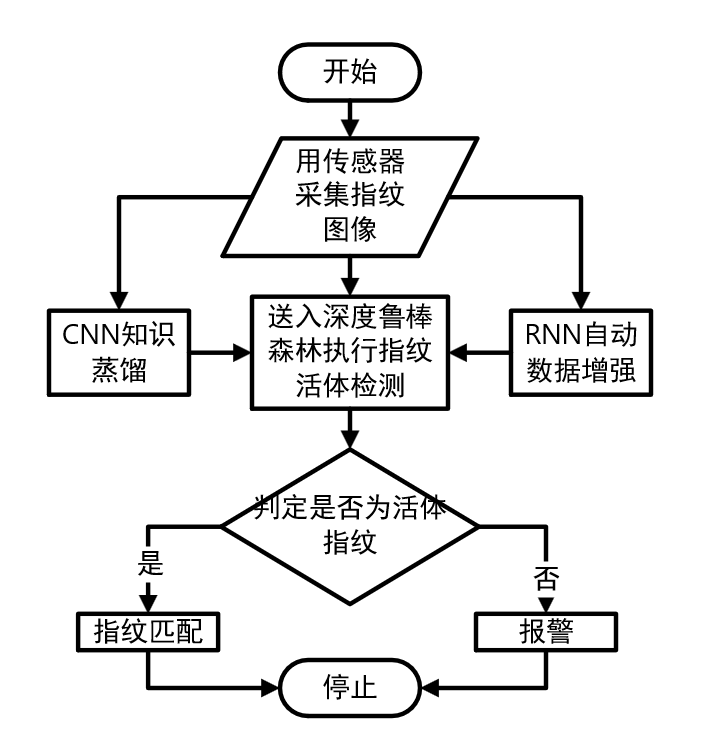 开始
用传感器
采集指纹
图像
CNN知识
蒸馏
送入深度鲁棒
森林执行指纹
活体检测
RNN自动
数据增强
判定是否为活体
指纹
是
否
指纹匹配
报警
停止